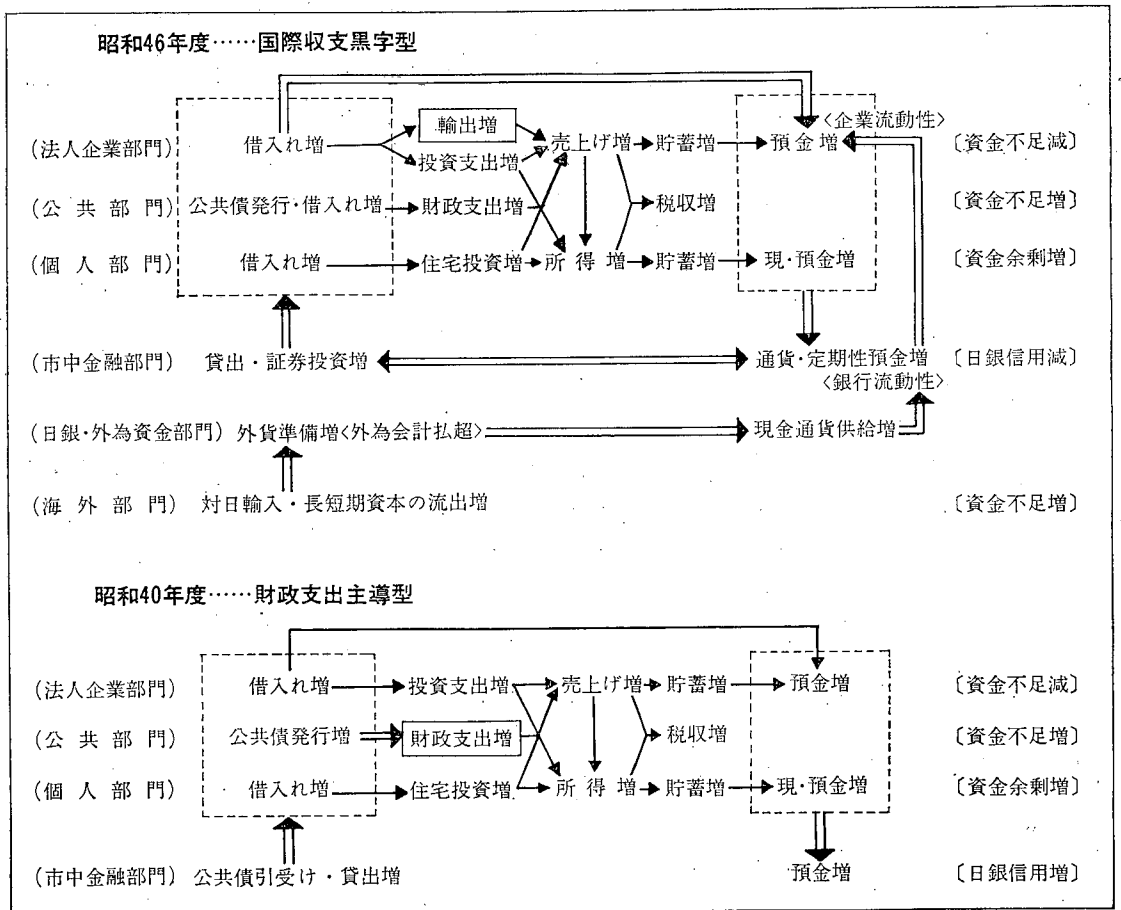 昭和46年度……国際収支黒字型
<企業流動性>
輸出増
(法人企業部門) 借入れ増 売上げ増 貯蓄増 預金増 〔資金不足減〕
投資支出増
(公共部門) 公共債発行・借入れ増 財政支出増 税収増 〔資金不足増〕
(個人部門) 借入れ増 住宅投資増 所得増 貯蓄増 現・預金増 〔資金余剰増〕
(市中金融部門) 貸出・証券投資増 通貨・定期性預金増 〔日銀信用減〕
<銀行流動性>
(日銀・外為資金部門) 外貨準備増<外為会計払超> 現金通貨供給増
(海外部門) 対日輸入・長短期資本の流出増 〔資金不足増〕
昭和40年度……財政支出主導型
(法人企業部門) 借入れ増 投資支出増 売上げ増 貯蓄増 預金増 〔資金不足減〕
(公共部門) 公共債発行増 財政支出増 税収増 〔資金不足増〕
(個人部門) 借入れ増 住宅投資増 所得増 貯蓄増 現・預金増 〔資金余剰増〕
(市中金融部門) 公共債引受け・貸出増 預金増 〔日銀信用増〕